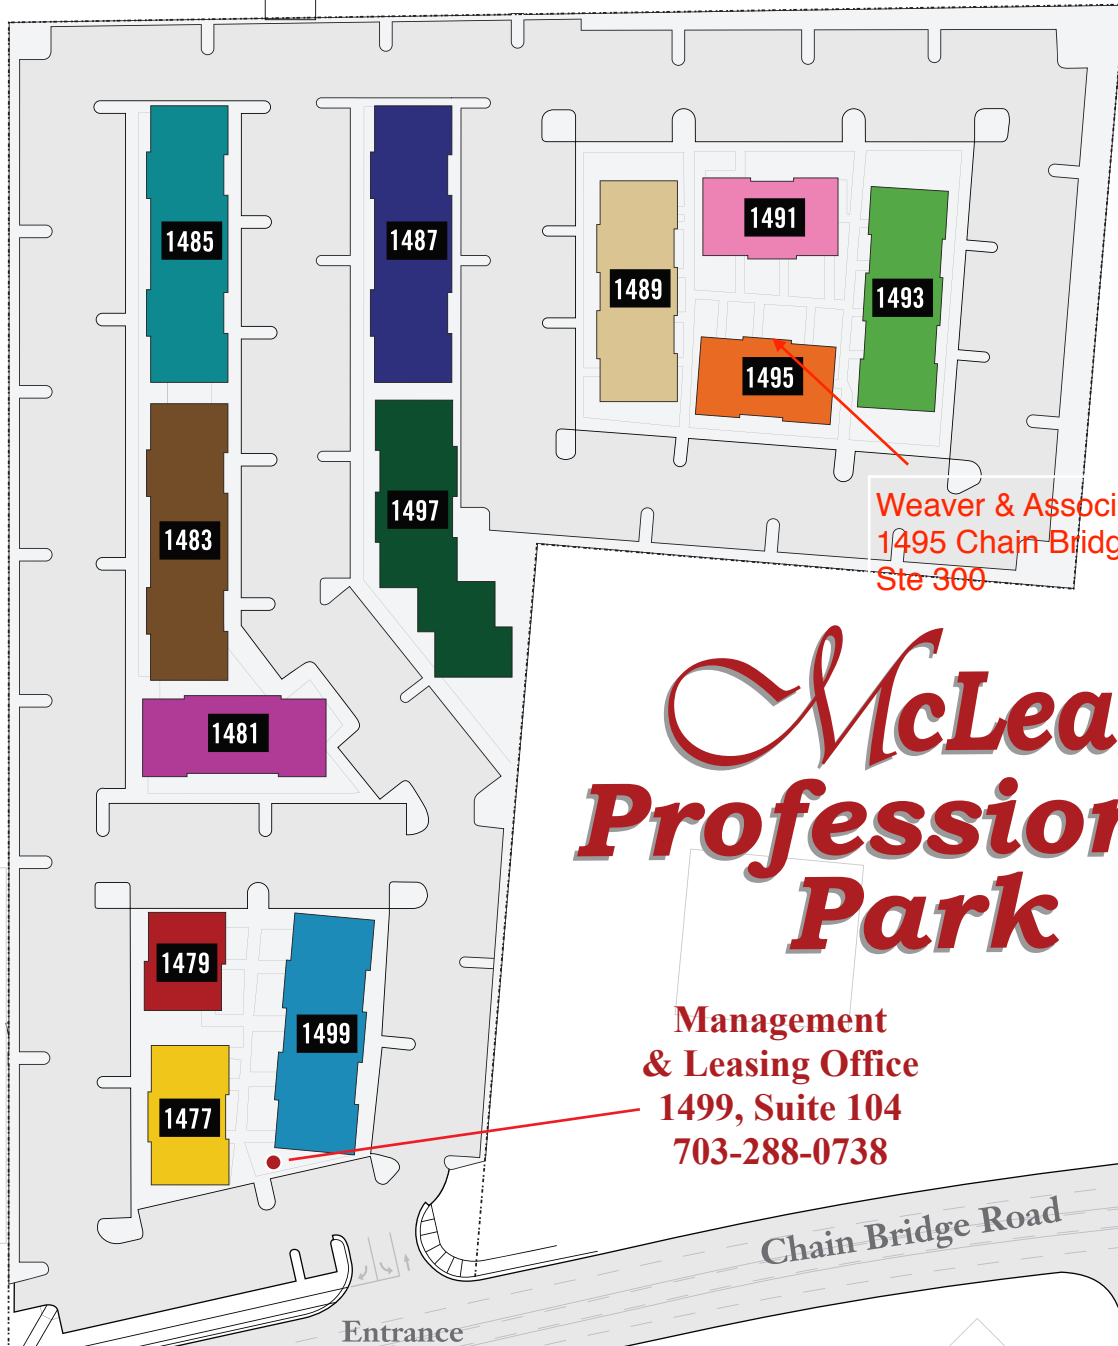 1485
1487
1491
1489
1493
1495
1497
1483
Weaver & Associ
1495 Chain Bridg
Ste 300
1481
McLea
Profession
Park
1479
1499
1477
Management
& Leasing Office
1499, Suite 104
703-288-0738
Chain Bridge Road
Entrance